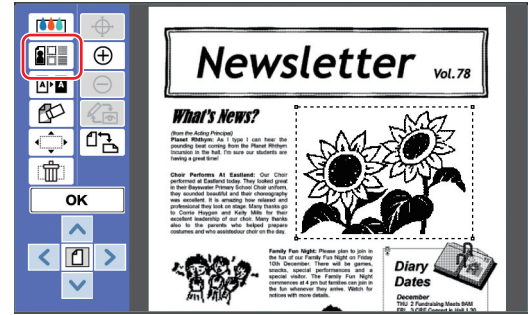 A A
OK
Newsletter Vol. 78
What's News?
(from the Acting Principal)
Planet Rhthym: As I type I can hear the
pounding beat coming from the Planet Rhthym
Incursion in the hall. I'm sure our students are
having a great time!
Choir Performs At Eastland: Our Choir
performed at Eastland today. They looked great
in their Bayswater Primary School Choir uniform,
they sounded beautiful and their choreography
was excellent. It is amazing how relaxed and
professional they look on stage. Many thanks go
to Corrie Huygen and Kelly Mills for their
excellent leadership of our choir. Many thanks
also to the parents who helped prepare
costumes and who assisted our choir on the day.
Family Fun Night: Please plan to join in
the fun of our Family Fun Night on Friday
10th December. There will be games,
snacks, special performances and a
special visitor. The Family Fun Night
commences at 4 pm but families can join in
the fun whenever they arrive. Watch for
notices with more details.
Diary
Dates
December
THU 2 Fundraising Meets 9AM